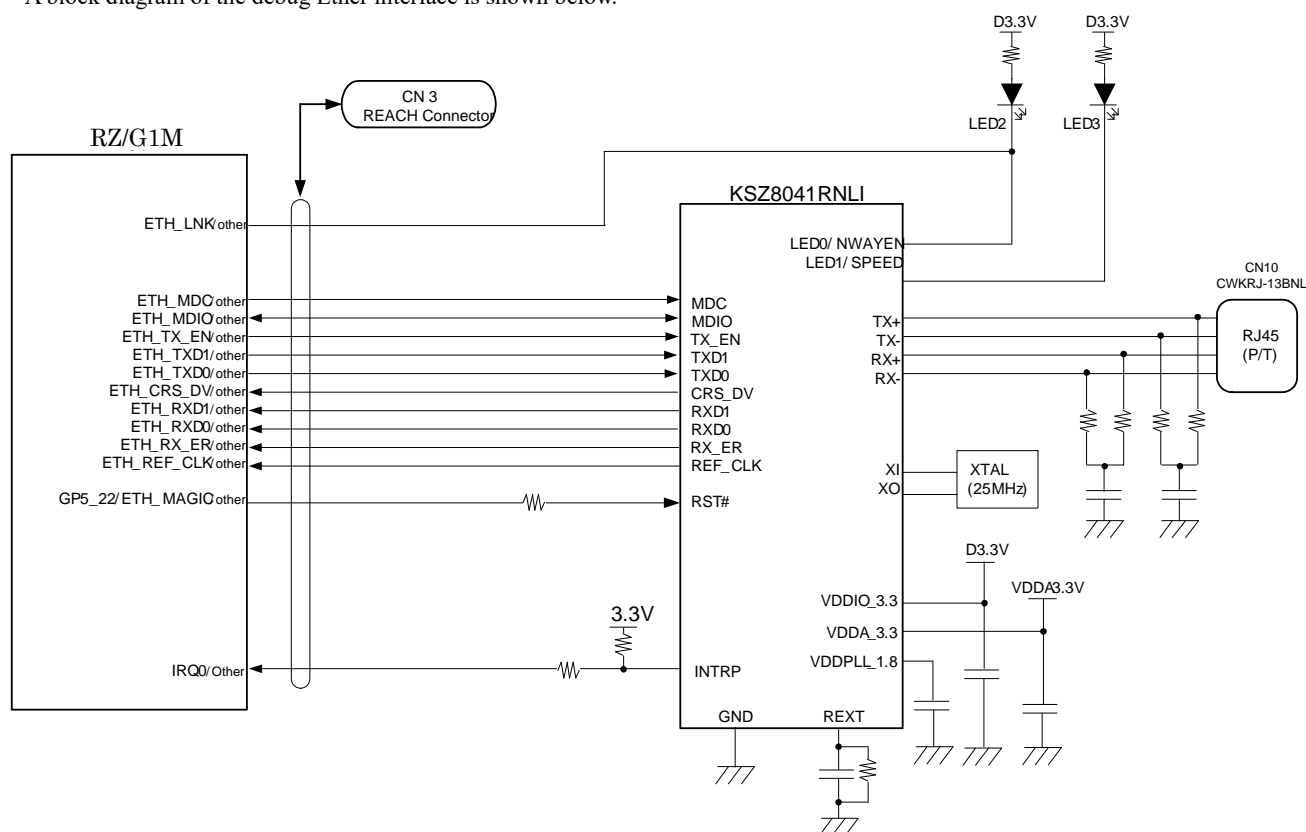 A block diagram of the debug Ether interface is shown below.
D3.3V
D3.3V
CN 3
REACH Connector
LED2
LED3
RZ/G1M
KSZ8041RNLI
ETH_LNK/other
LED0/ NWAYEN
LED1/ SPEED
CN10
CWKRJ-13BNL
RJ45
(P/T)
ETH_MDC/other
ETH_MDIO/other
ETH_TX_EN/other
ETH_TXD1/other
ETH_TXD0/other
ETH_CRS_DV/other
ETH_RXD1/other
ETH_RXD0/other
ETH_RX_ER/other
ETH_REF_CLK/other
GP5_22/ETH_MAGIC/other
MDC
MDIO
TX_EN
TXD1
TXD0
CRS_DV
RXD1
RXD0
RX_ER
REF_CLK
RST#
TX+
TX-
RX+
RX-
XI
XO
XTAL
(25MHz)
D3.3V
VDDA3.3V
VDDIO_3.3
VDDA_3.3
VDDPLL_1.8
3.3V
IRQ0/Other
INTRP
GND
REXT